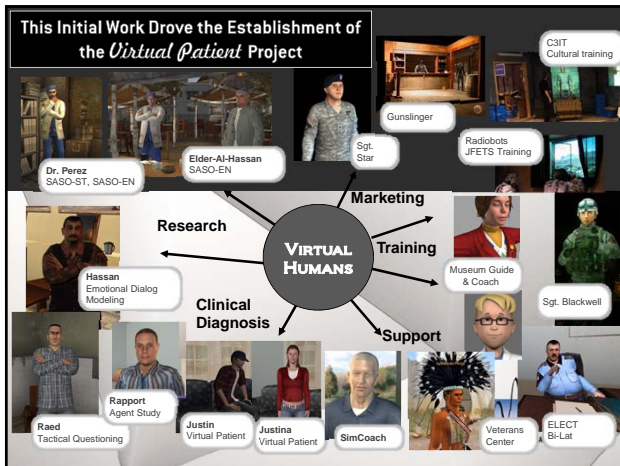 This Initial Work Drove the Establishment of
the Virtual Patient Project
C3IT
Cultural training
Gunslinger
Sgt.
Star
Radiobots
JFETS Training
Elder-Al-Hassan
SASO-EN
Dr. Perez
SASO-ST, SASO-EN
Marketing
Research
Training
VIRTUAL
HUMANS
Museum Guide
& Coach
Hassan
Emotional Dialog
Modeling
Sgt. Blackwell
Clinical
Diagnosis
Support
Rapport
Agent Study
Raed
Tactical Questioning
Justin
Virtual Patient
Justina
Virtual Patient
SimCoach
Veterans
Center
ELECT
Bi-Lat